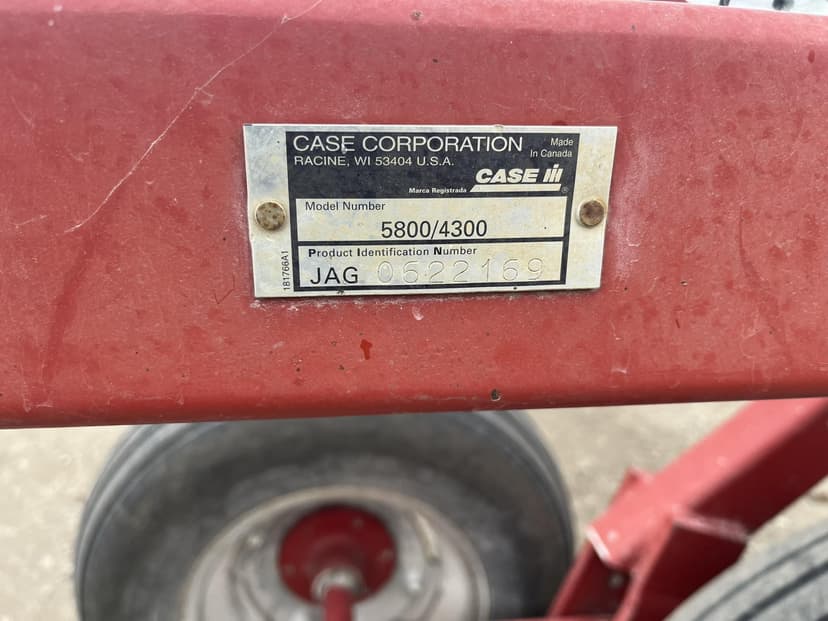 CASE CORPORATION
RACINE, WI 53404 U.S.A.
Made
In Canada
CASE IH
Marca Registrada ®
Model Number
5800/4300
Product Identification Number
JAG 0622169
181766A1